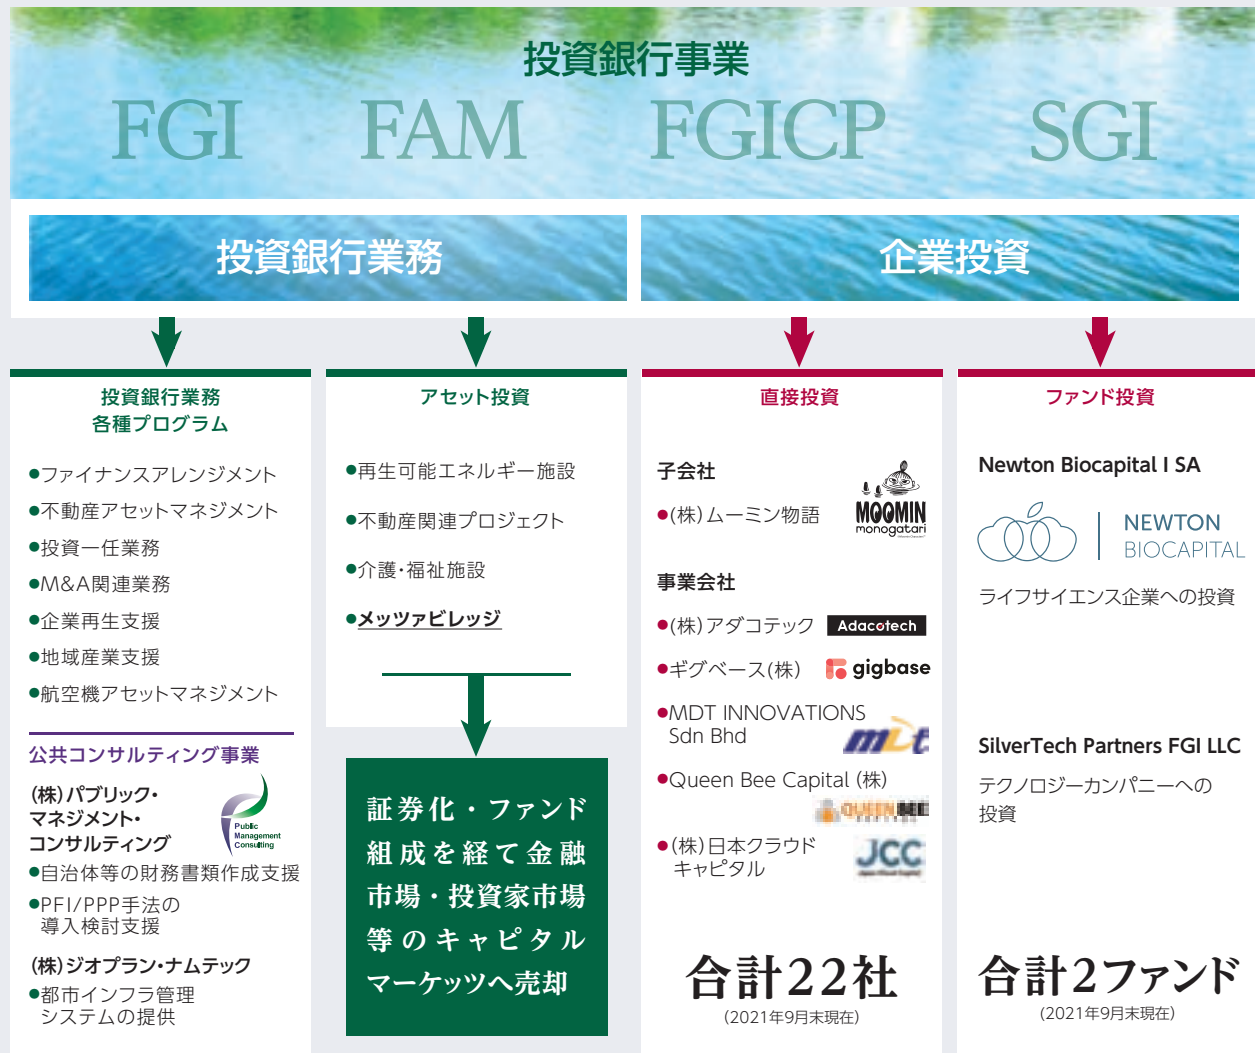 投資銀行事業
FGI
FAM
FGICP
SGI
投資銀行業務
企業投資
投資銀行業務
各種プログラム
●ファイナンスアレンジメント
●不動産アセットマネジメント
●投資一任業務
●M&A関連業務
●企業再生支援
●地域産業支援
●航空機アセットマネジメント
公共コンサルティング事業
(株)パブリック・
マネジメント・
コンサルティング
Public
Management
Consulting
●自治体等の財務書類作成支援
●PFI/PPP手法の
導入検討支援
(株)ジオプラン・ナムテック
●都市インフラ管理
システムの提供
アセット投資
●再生可能エネルギー施設
●不動産関連プロジェクト
●介護・福祉施設
●メッツァビレッジ
証券化・ファンド
組成を経て金融
市場・投資家市場
等のキャピタル
マーケッツへ売却
直接投資
子会社
●(株)ムーミン物語
MOOMIN
monogatari
事業会社
●(株)アダコテック
Adacotech
●ギグベース(株)
gigbase
●MDT INNOVATIONS
Sdn Bhd
mdt
●Queen Bee Capital (株)
QUEEN BEE
●(株)日本クラウド
キャピタル
JCC
合計22社
(2021年9月末現在)
ファンド投資
Newton Biocapital I SA
NEWTON
BIOCAPITAL
ライフサイエンス企業への投資
SilverTech Partners FGI LLC
テクノロジーカンパニーへの
投資
合計2ファンド
(2021年9月末現在)